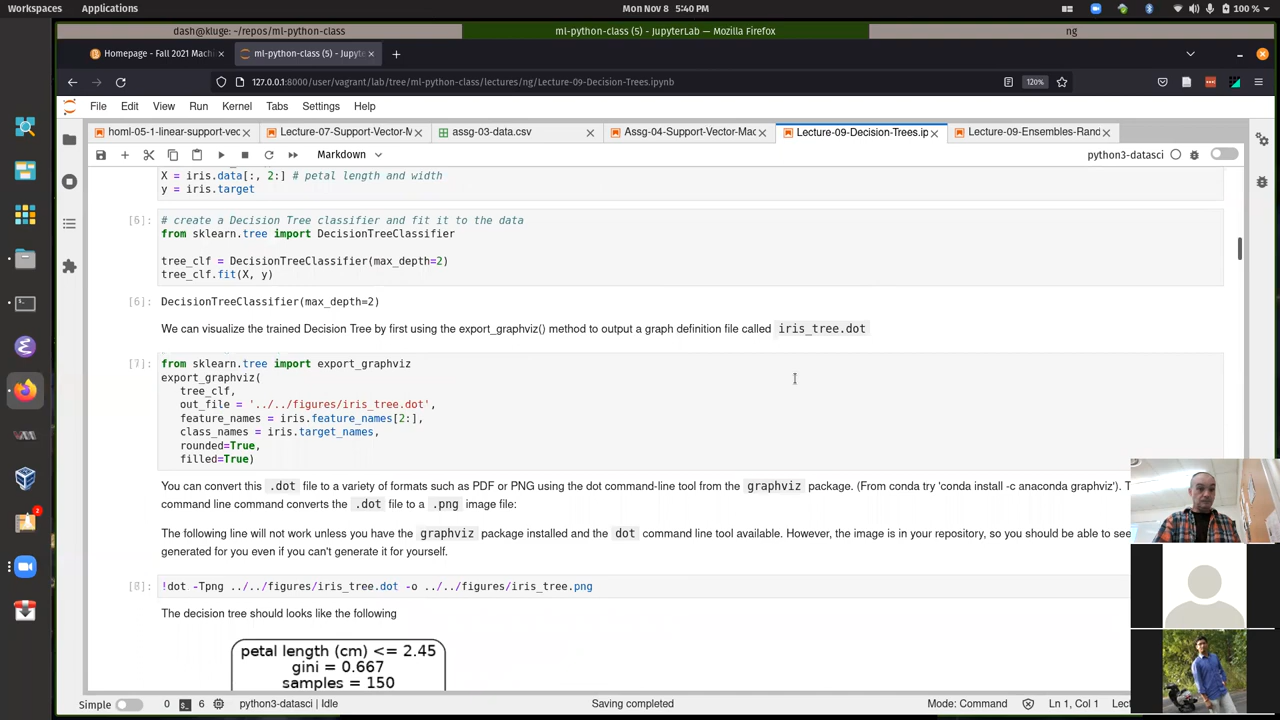 Workspaces Applications Mon Nov 8 5:40 PM 100 %
dash@kluge: ~/repos/ml-python-class ml-python-class (5) - JupyterLab — Mozilla Firefox ng
Homepage - Fall 2021 Machi ml-python-class (5) - Jupyte
127.0.0.1:8000/user/vagrant/lab/tree/ml-python-class/lectures/ng/Lecture-09-Decision-Trees.ipynb 120%
File Edit View Run Kernel Tabs Settings Help
homl-05-1-linear-support-vec Lecture-07-Support-Vector-M assg-03-data.csv Assg-04-Support-Vector-Mac Lecture-09-Decision-Trees.ip Lecture-09-Ensembles-Rand
Markdown python3-datasci
X = iris.data[:, 2:] # petal length and width
y = iris.target
[6]: # create a Decision Tree classifier and fit it to the data
from sklearn.tree import DecisionTreeClassifier
tree_clf = DecisionTreeClassifier(max_depth=2)
tree_clf.fit(X, y)
[6]: DecisionTreeClassifier(max_depth=2)
We can visualize the trained Decision Tree by first using the export_graphviz() method to output a graph definition file called iris_tree.dot
[7]: from sklearn.tree import export_graphviz
export_graphviz(
tree_clf,
out_file = '../../figures/iris_tree.dot',
feature_names = iris.feature_names[2:],
class_names = iris.target_names,
rounded=True,
filled=True)
You can convert this .dot file to a variety of formats such as PDF or PNG using the dot command-line tool from the graphviz package. (From conda try 'conda install -c anaconda graphviz'). T
command line command converts the .dot file to a .png image file:
The following line will not work unless you have the graphviz package installed and the dot command line tool available. However, the image is in your repository, so you should be able to see
generated for you even if you can't generate it for yourself.
[8]: !dot -Tpng ../../figures/iris_tree.dot -o ../../figures/iris_tree.png
The decision tree should looks like the following
petal length (cm) <= 2.45
gini = 0.667
samples = 150
Simple 0 6 python3-datasci | Idle Saving completed Mode: Command Ln 1, Col 1 Lect